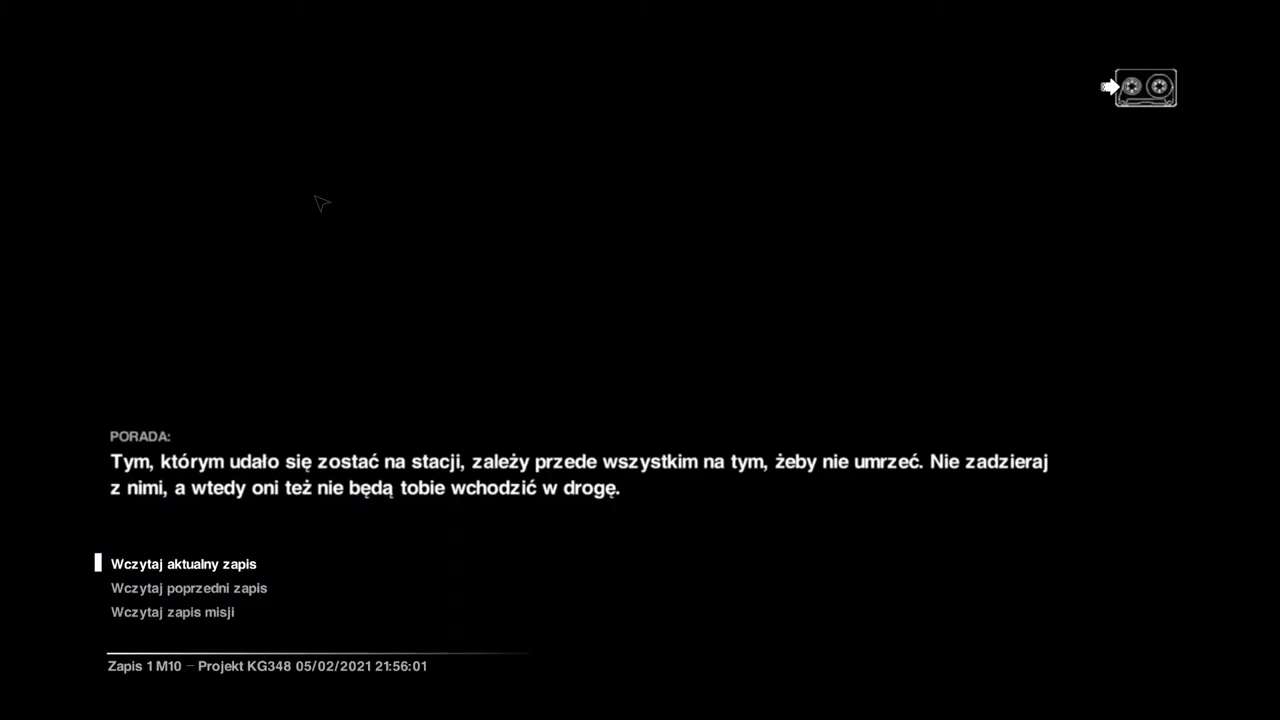 PORADA:
Tym, którym udało się zostać na stacji, zależy przede wszystkim na tym, żeby nie umrzeć. Nie zadzieraj
z nimi, a wtedy oni też nie będą tobie wchodzić w drogę.
Wczytaj aktualny zapis
Wczytaj poprzedni zapis
Wczytaj zapis misji
Zapis 1 M10 – Projekt KG348 05/02/2021 21:56:01